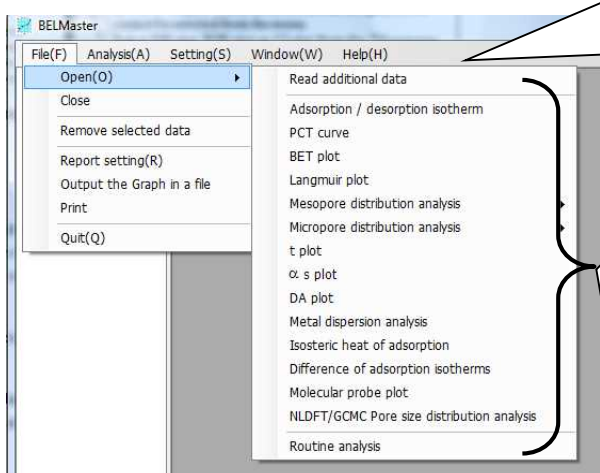 BELMaster
File(F) Analysis(A) Setting(S) Window(W) Help(H)
Open(O)
Close
Remove selected data
Report setting(R)
Output the Graph in a file
Print
Quit(Q)
Read additional data
Adsorption / desorption isotherm
PCT curve
BET plot
Langmuir plot
Mesopore distribution analysis
Micropore distribution analysis
t plot
α s plot
DA plot
Metal dispersion analysis
Isosteric heat of adsorption
Difference of adsorption isotherms
Molecular probe plot
NLDFT/GCMC Pore size distribution analysis
Routine analysis